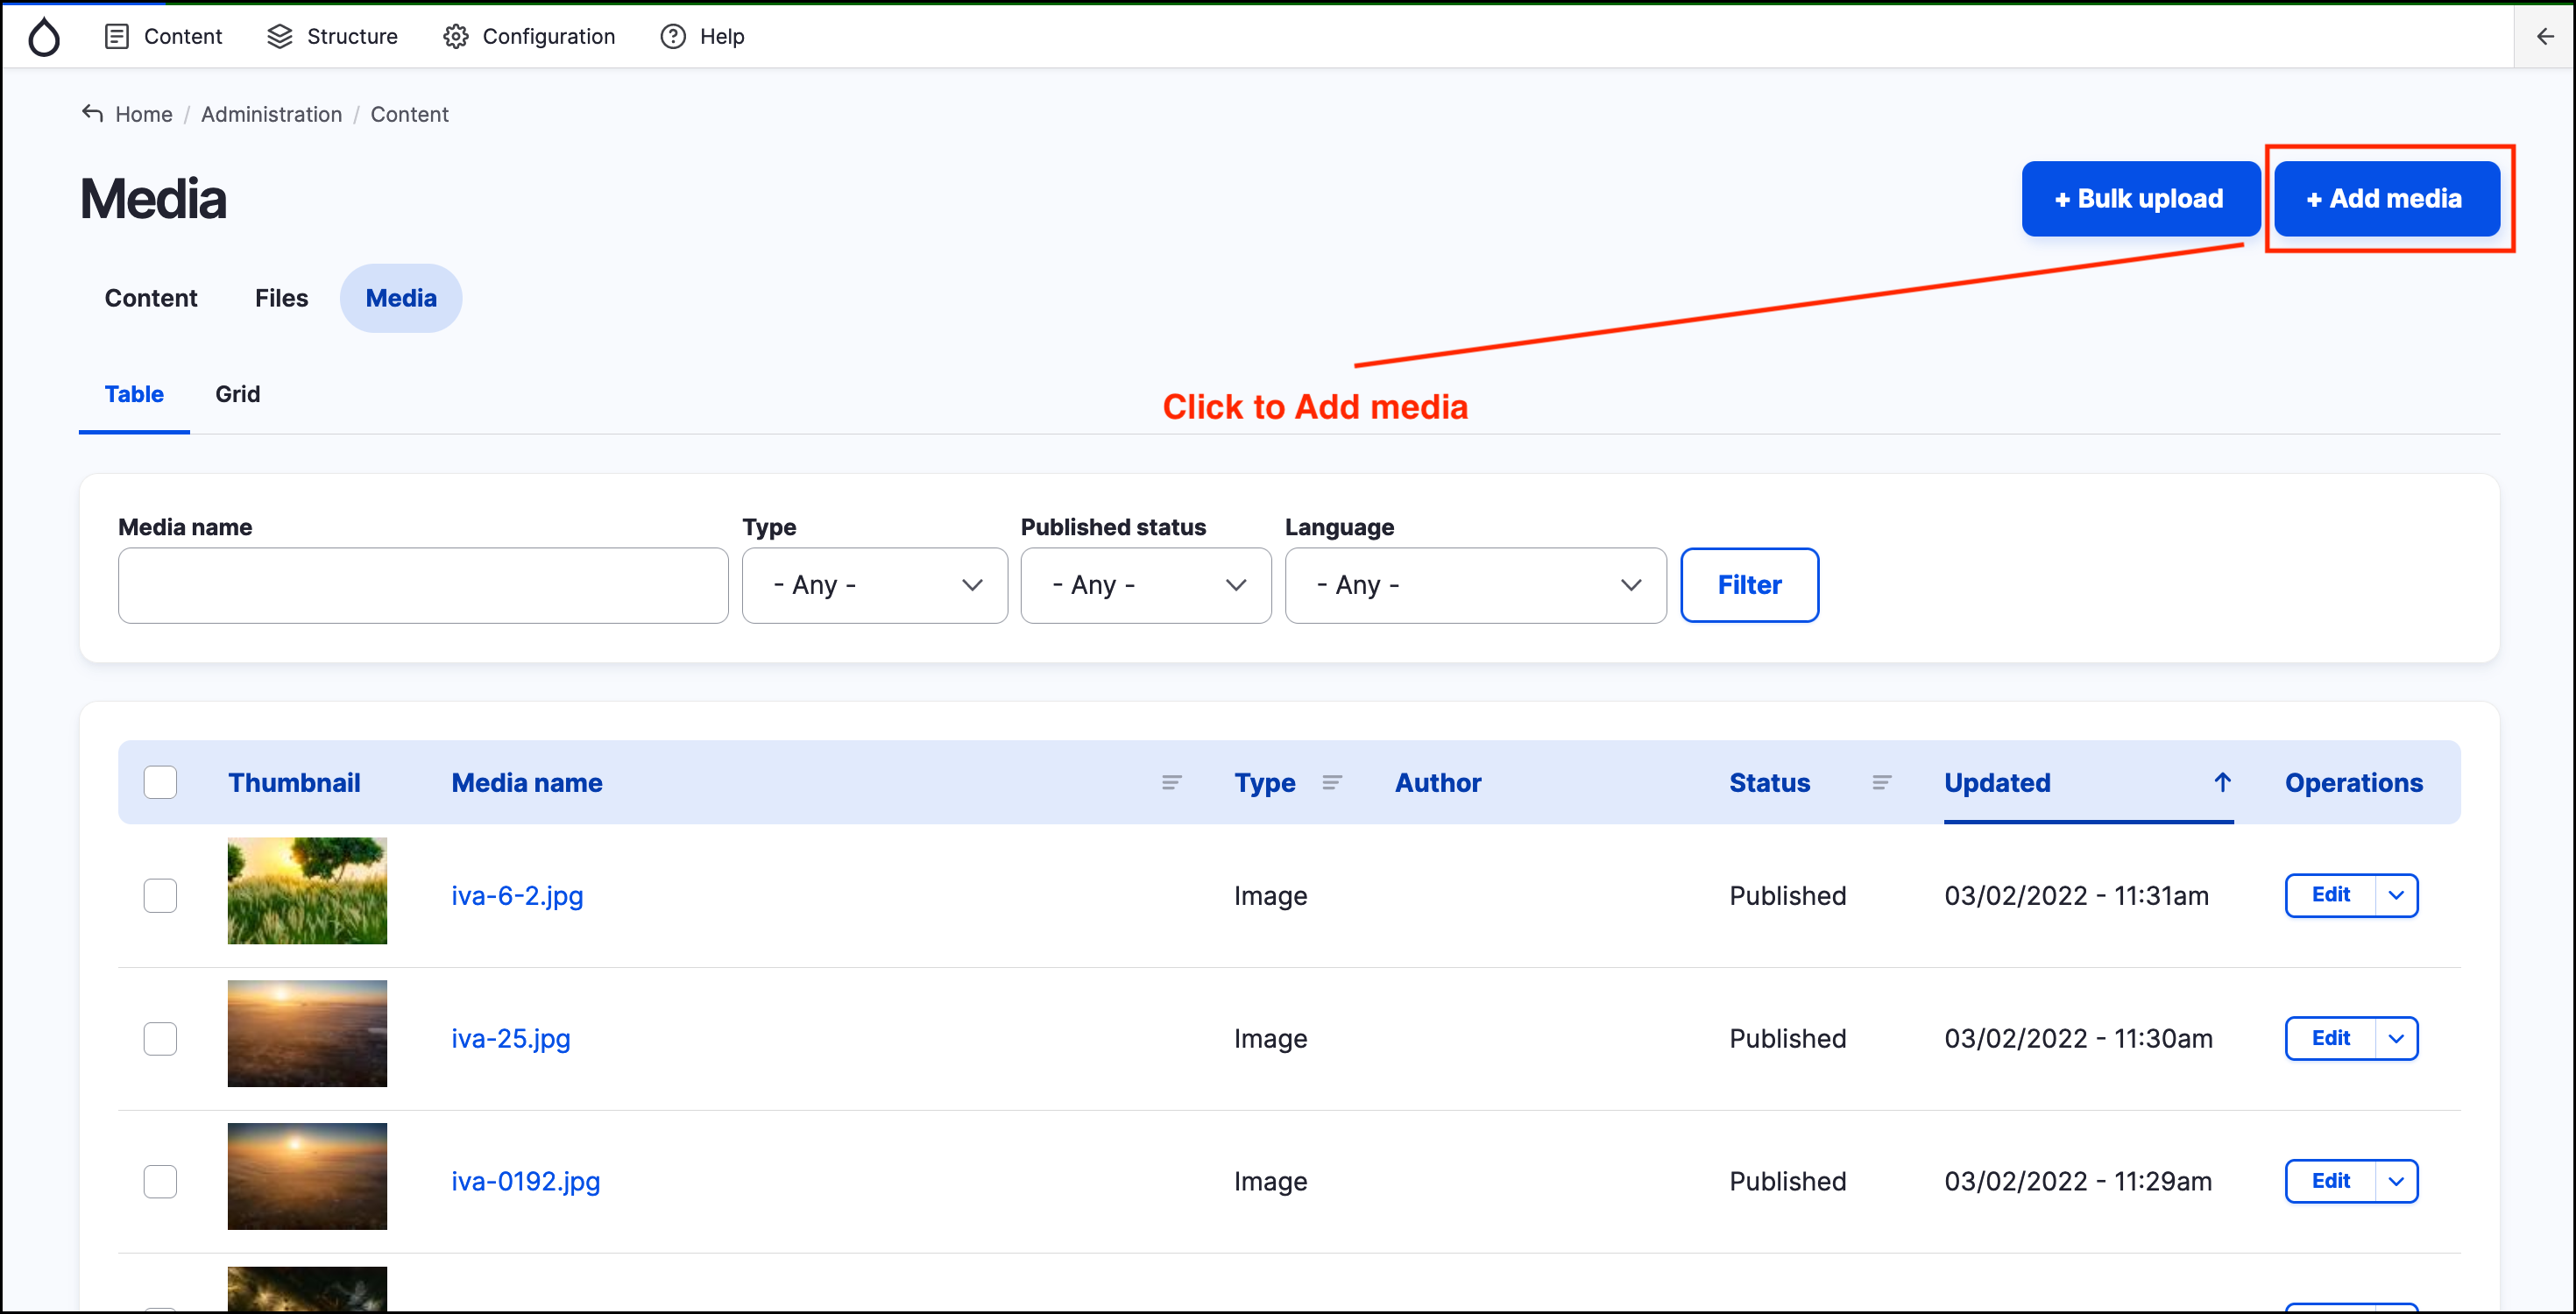 Content Structure Configuration Help
Home / Administration / Content
Media
+ Bulk upload + Add media
Content Files Media
Table Grid
Click to Add media
Media name Type Published status Language
- Any - - Any - - Any - Filter
Thumbnail Media name Type Author Status Updated Operations
iva-6-2.jpg Image Published 03/02/2022 - 11:31am Edit
iva-25.jpg Image Published 03/02/2022 - 11:30am Edit
iva-0192.jpg Image Published 03/02/2022 - 11:29am Edit